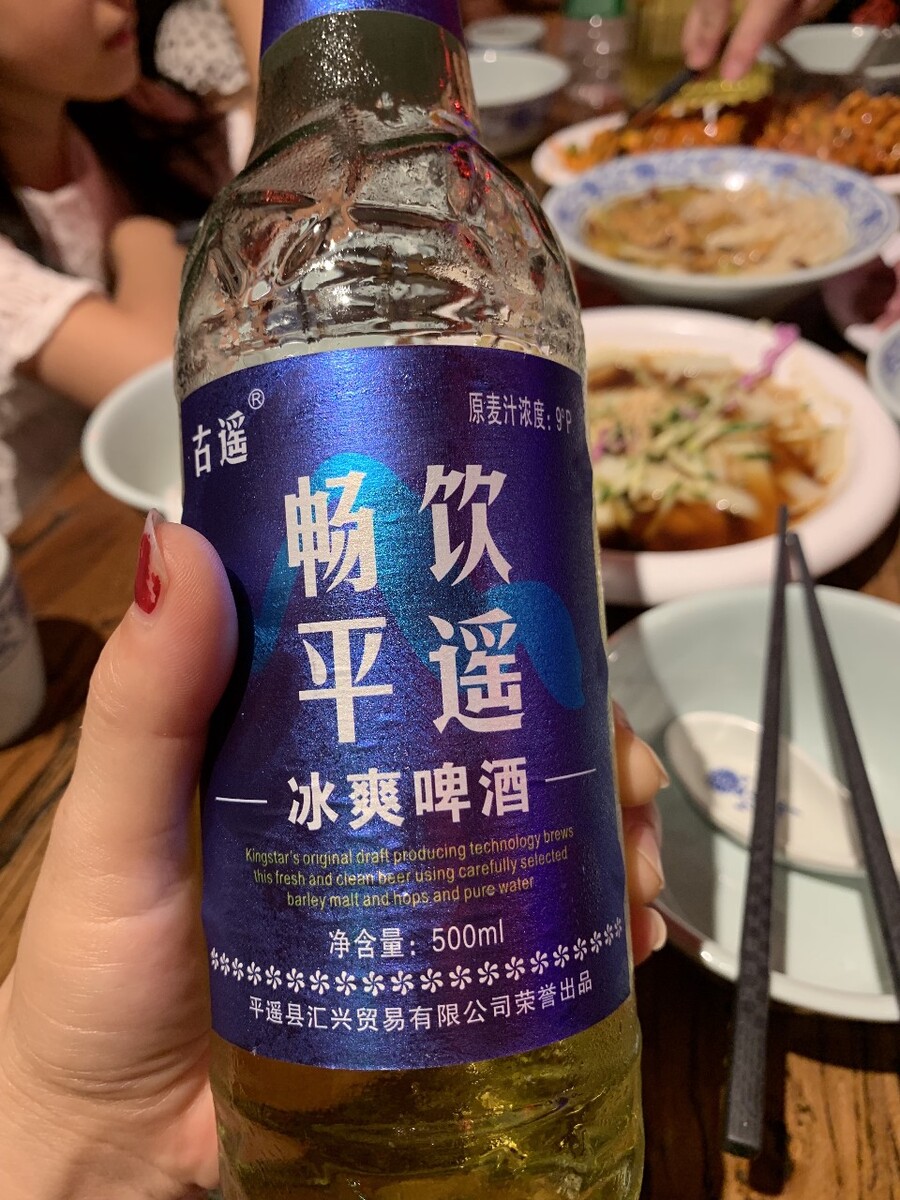 古遥®
原麦汁浓度：9°P
畅饮
平遥
冰爽啤酒
Kingstar's original draft producing technology brews
this fresh and clean beer using carefully selected
barley malt and hops and pure water
净含量：500ml
平遥县汇兴贸易有限公司荣誉出品